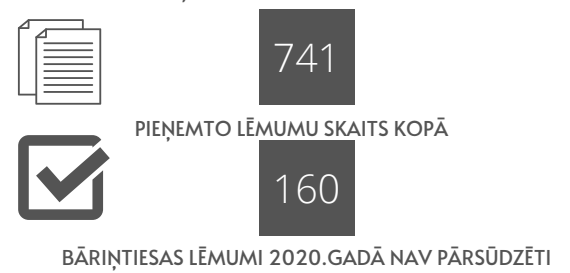 741
PIEŅEMTO LĒMUMU SKAITS KOPĀ
160
BĀRIŅTIESAS LĒMUMI 2020.GADĀ NAV PĀRSŪDZĒTI